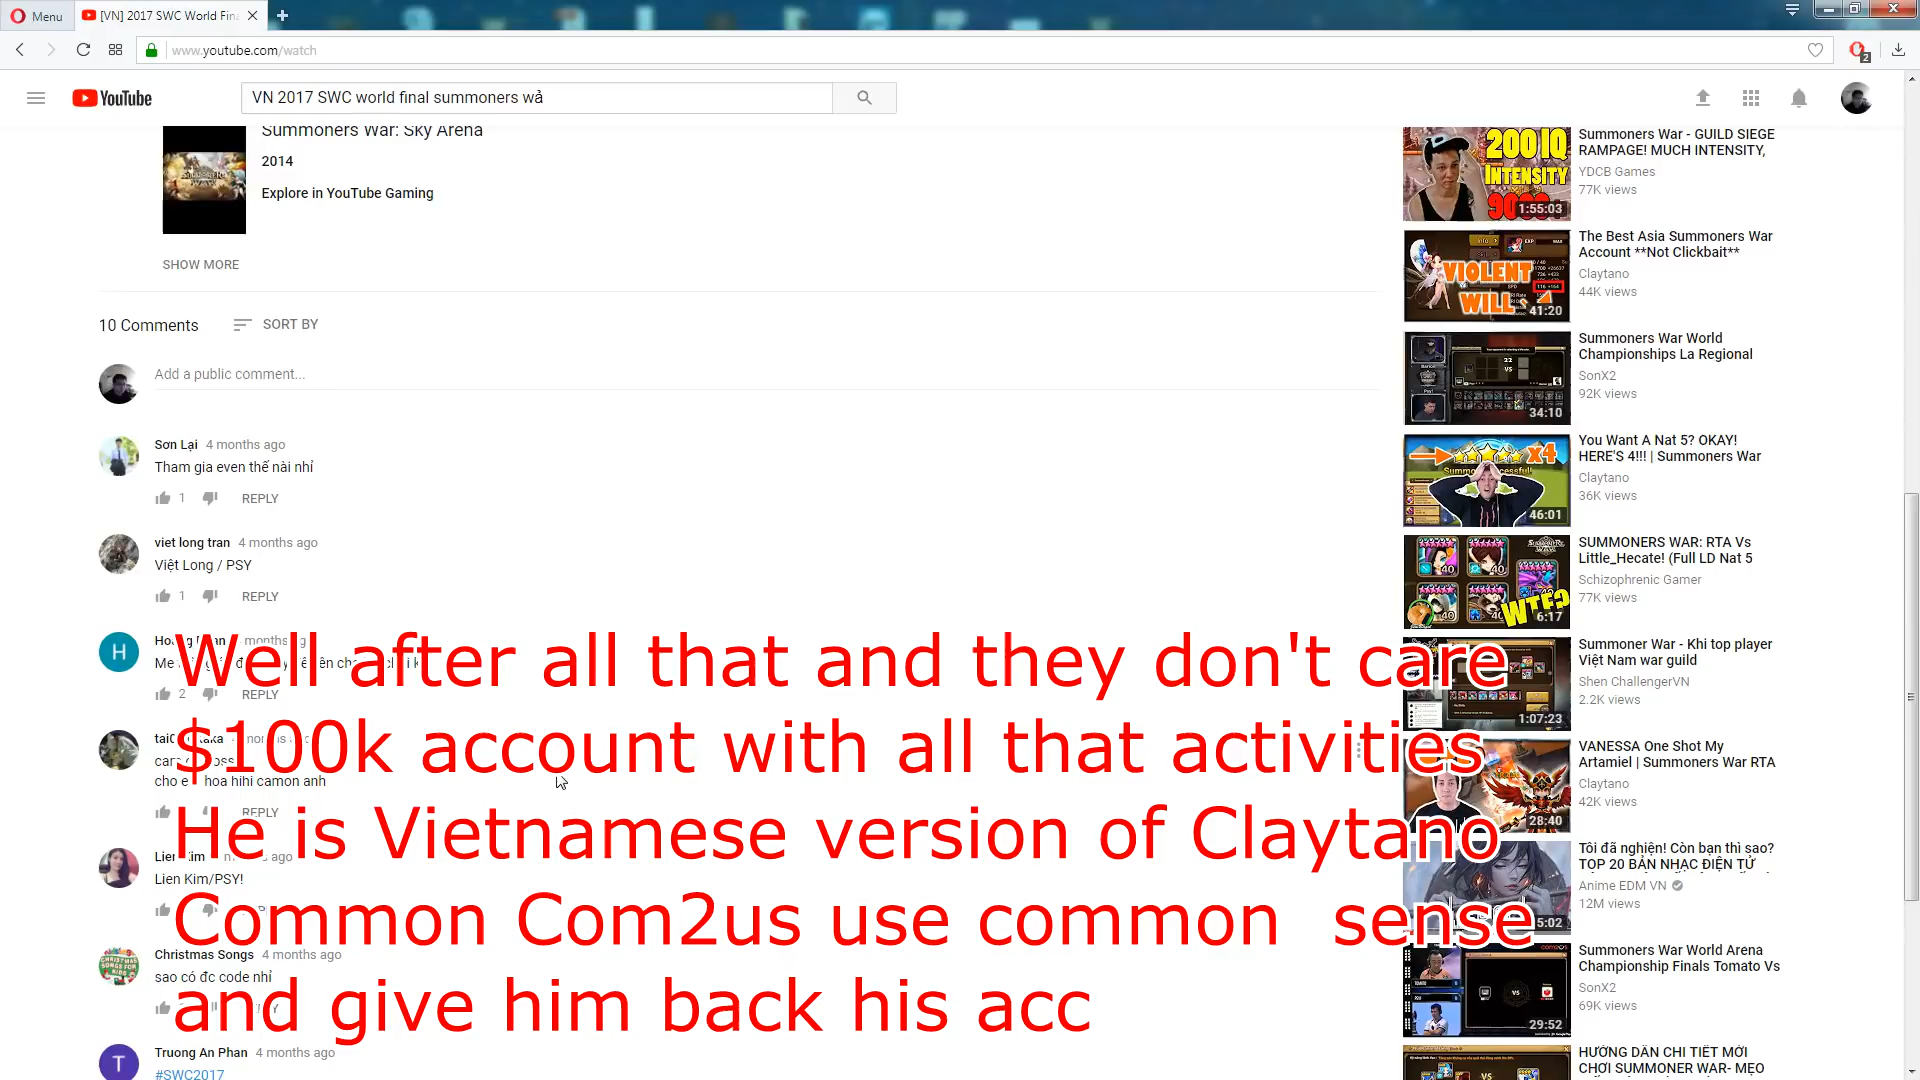 Menu
[VN] 2017 SWC World Fin
www.youtube.com/watch
2
YouTube
VN 2017 SWC world final summoners wả
Summoners War: Sky Arena
2014
Explore in YouTube Gaming
SHOW MORE
10 Comments
SORT BY
Add a public comment...
Sơn Lại 4 months ago
Tham gia even thế nài nhỉ
1 REPLY
viet long tran 4 months ago
Việt Long / PSY
1 REPLY
Well after all that and they don't care
$100k account with all that activities
He is Vietnamese version of Claytano
Common Com2us use common sense
and give him back his acc
H
2 REPLY
cho e hoa hihi camon anh
REPLY
Lien Kim
Lien Kim/PSY!
Christmas Songs 4 months ago
sao có đc code nhỉ
T
Truong An Phan 4 months ago
#SWC2017
200 IQ
INTENSITY
1:55:03
Summoners War - GUILD SIEGE
RAMPAGE! MUCH INTENSITY,
YDCB Games
77K views
VIOLENT
WILL
41:20
The Best Asia Summoners War
Account **Not Clickbait**
Claytano
44K views
VS
34:10
Summoners War World
Championships La Regional
SonX2
92K views
X4
46:01
You Want A Nat 5? OKAY!
HERE'S 4!!! | Summoners War
Claytano
36K views
WTF?
6:17
SUMMONERS WAR: RTA Vs
Little_Hecate! (Full LD Nat 5
Schizophrenic Gamer
77K views
1:07:23
Summoner War - Khi top player
Việt Nam war guild
Shen ChallengerVN
2.2K views
28:40
VANESSA One Shot My
Artamiel | Summoners War RTA
Claytano
42K views
5:02
Tôi đã nghiện! Còn bạn thì sao?
TOP 20 BẢN NHẠC ĐIỆN TỬ
Anime EDM VN
12M views
VS
29:52
Summoners War World Arena
Championship Finals Tomato Vs
SonX2
69K views
VS
HƯỚNG DẪN CHI TIẾT MỚI
CHƠI SUMMONER WAR- MẸO